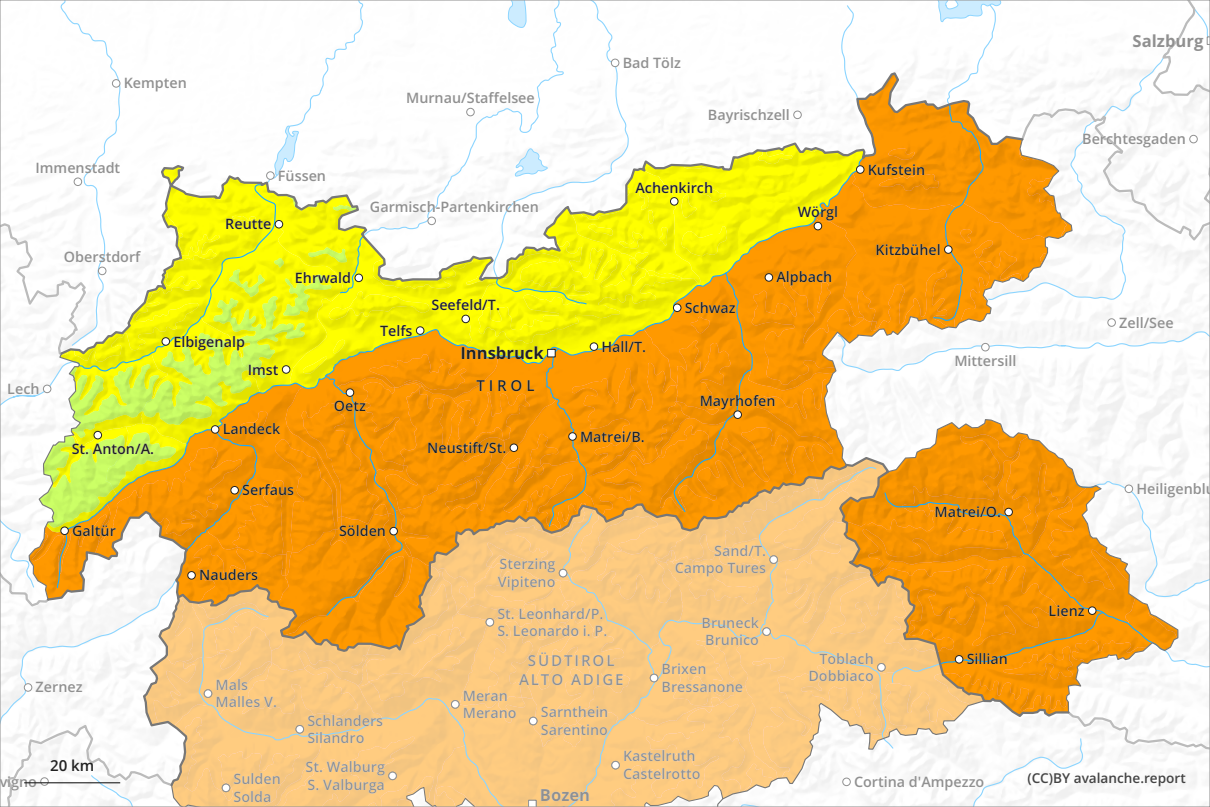 Salzburg
Bad Tölz
Kempten
Murnau/Staffelsee
Bayrischzell
Berchtesgaden
Immenstadt
Füssen
Kufstein
Achenkirch
Garmisch-Partenkirchen
Wörgl
Reutte
Kitzbühel
Oberstdorf
Ehrwald
Alpbach
Seefeld/T.
Schwaz
Telfs
Zell/See
Elbigenalp
Hall/T.
Innsbruck
Mittersill
Imst
TIROL
Lech
Oetz
Mayrhofen
Landeck
St. Anton/A.
Matrei/B.
Neustift/St.
Serfaus
Heiligenblu
Matrei/O.
Galtür
Sölden
Sand/T.
Campo Tures
Sterzing
Vipiteno
Nauders
Lienz
St. Leonhard/P.
S. Leonardo i. P.
Bruneck
Brunico
Sillian
SÜDTIROL
ALTO ADIGE
Toblach
Dobbiaco
Brixen
Bressanone
Zernez
Mals
Malles V.
Meran
Merano
Sarnthein
Sarentino
Schlanders
Silandro
Kastelruth
Castelrotto
20 km
St. Walburg
S. Valburga
vigno
Sulden
Solda
Cortina d'Ampezzo
(CC)BY avalanche.report
Bozen